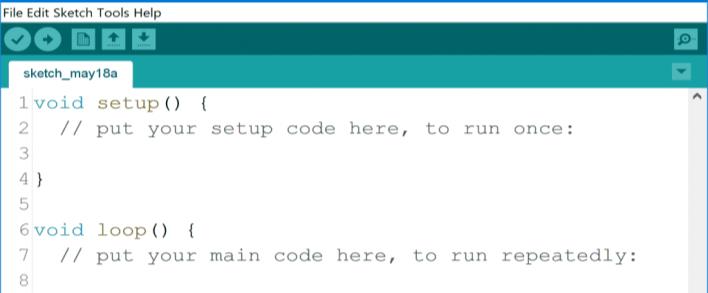 File Edit Sketch Tools Help
sketch_may18a
1 void setup() {
2 // put your setup code here, to run once:
3
4 }
5
6 void loop() {
7 // put your main code here, to run repeatedly:
8